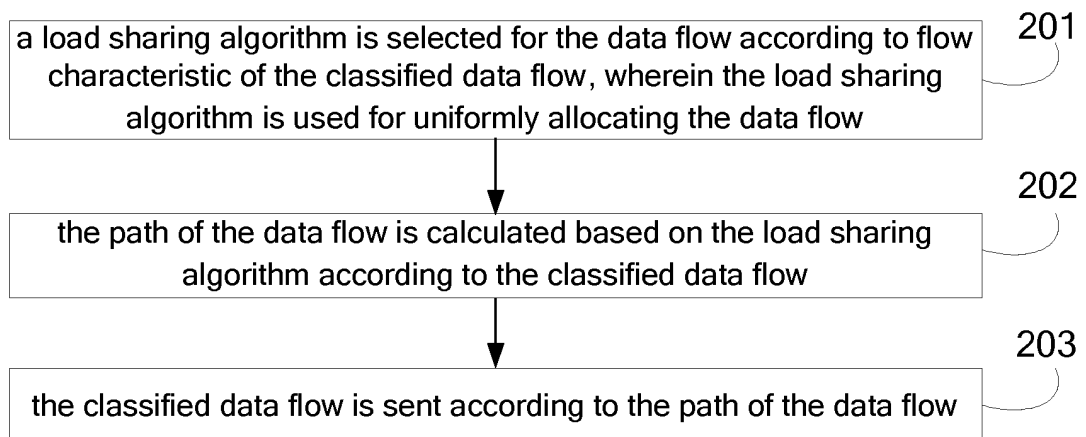 a load sharing algorithm is selected for the data flow according to flow
characteristic of the classified data flow, wherein the load sharing
algorithm is used for uniformly allocating the data flow
201
the path of the data flow is calculated based on the load sharing
algorithm according to the classified data flow
202
the classified data flow is sent according to the path of the data flow
203